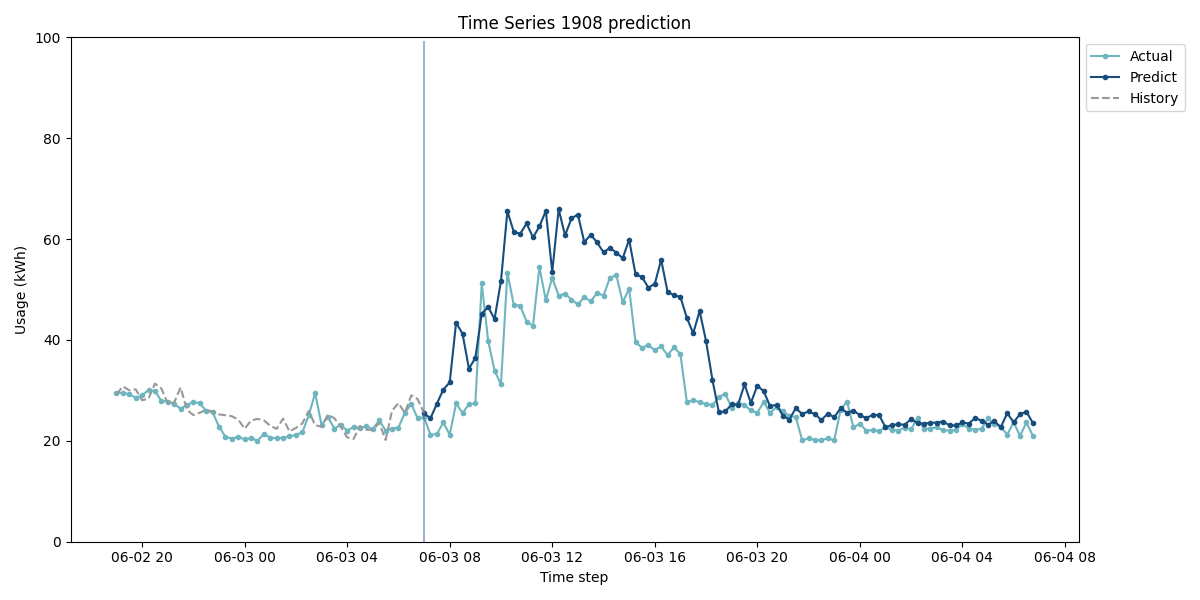 Time Series 1908 prediction
100
80
60
40
20
0
Usage (kWh)
06-02 20
06-03 00
06-03 04
06-03 08
06-03 12
06-03 16
06-03 20
06-04 00
06-04 04
06-04 08
Time step
Actual
Predict
History